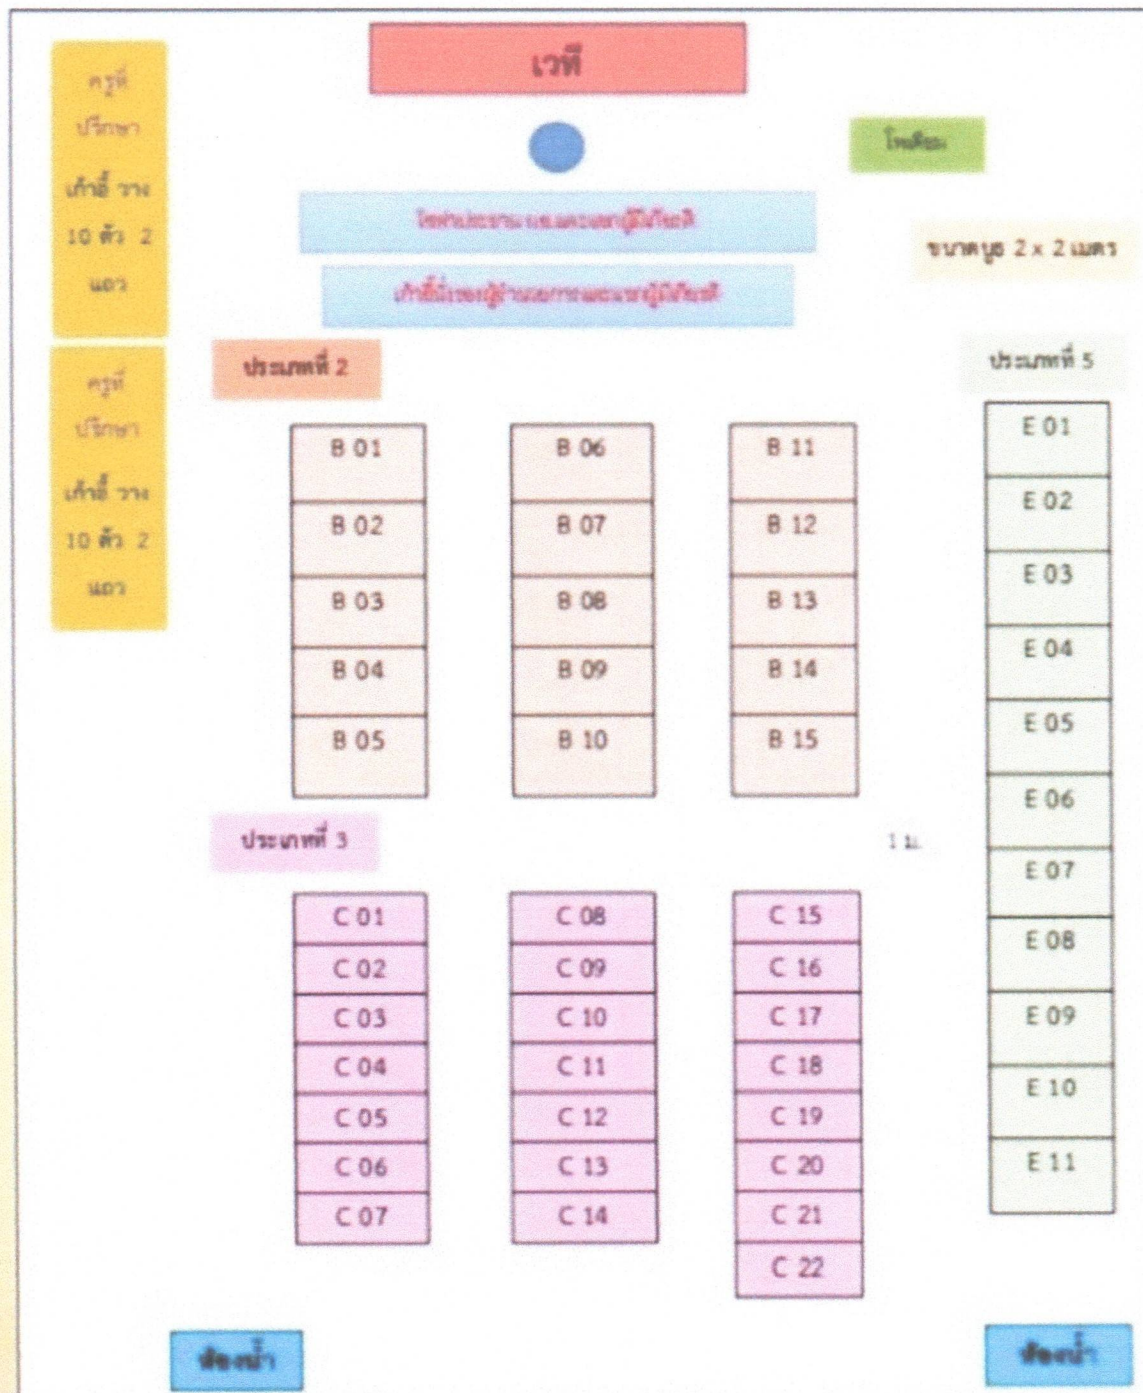 เวที
ครูที่
ปรึกษา
เก้าอี้ วาง
10 ตัว 2
แถว
โพเดียม
ขนาดบูธ 2 x 2 เมตร
ครูที่
ปรึกษา
เก้าอี้ วาง
10 ตัว 2
แถว
ประเภทที่ 2
B 01
B 02
B 03
B 04
B 05
B 06
B 07
B 08
B 09
B 10
B 11
B 12
B 13
B 14
B 15
ประเภทที่ 5
E 01
E 02
E 03
E 04
E 05
E 06
E 07
E 08
E 09
E 10
E 11
ประเภทที่ 3
1 ม.
C 01
C 02
C 03
C 04
C 05
C 06
C 07
C 08
C 09
C 10
C 11
C 12
C 13
C 14
C 15
C 16
C 17
C 18
C 19
C 20
C 21
C 22
ห้องน้ำ
ห้องน้ำ